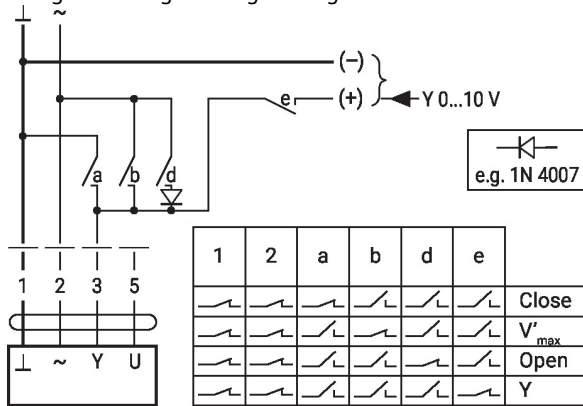 ⊥ ~
(–)
e (+) Y 0...10 V
a b d
e.g. 1N 4007
1 2 a b d e
1 2 3 5
Close
V'max
Open
Y
⊥ ~ Y U